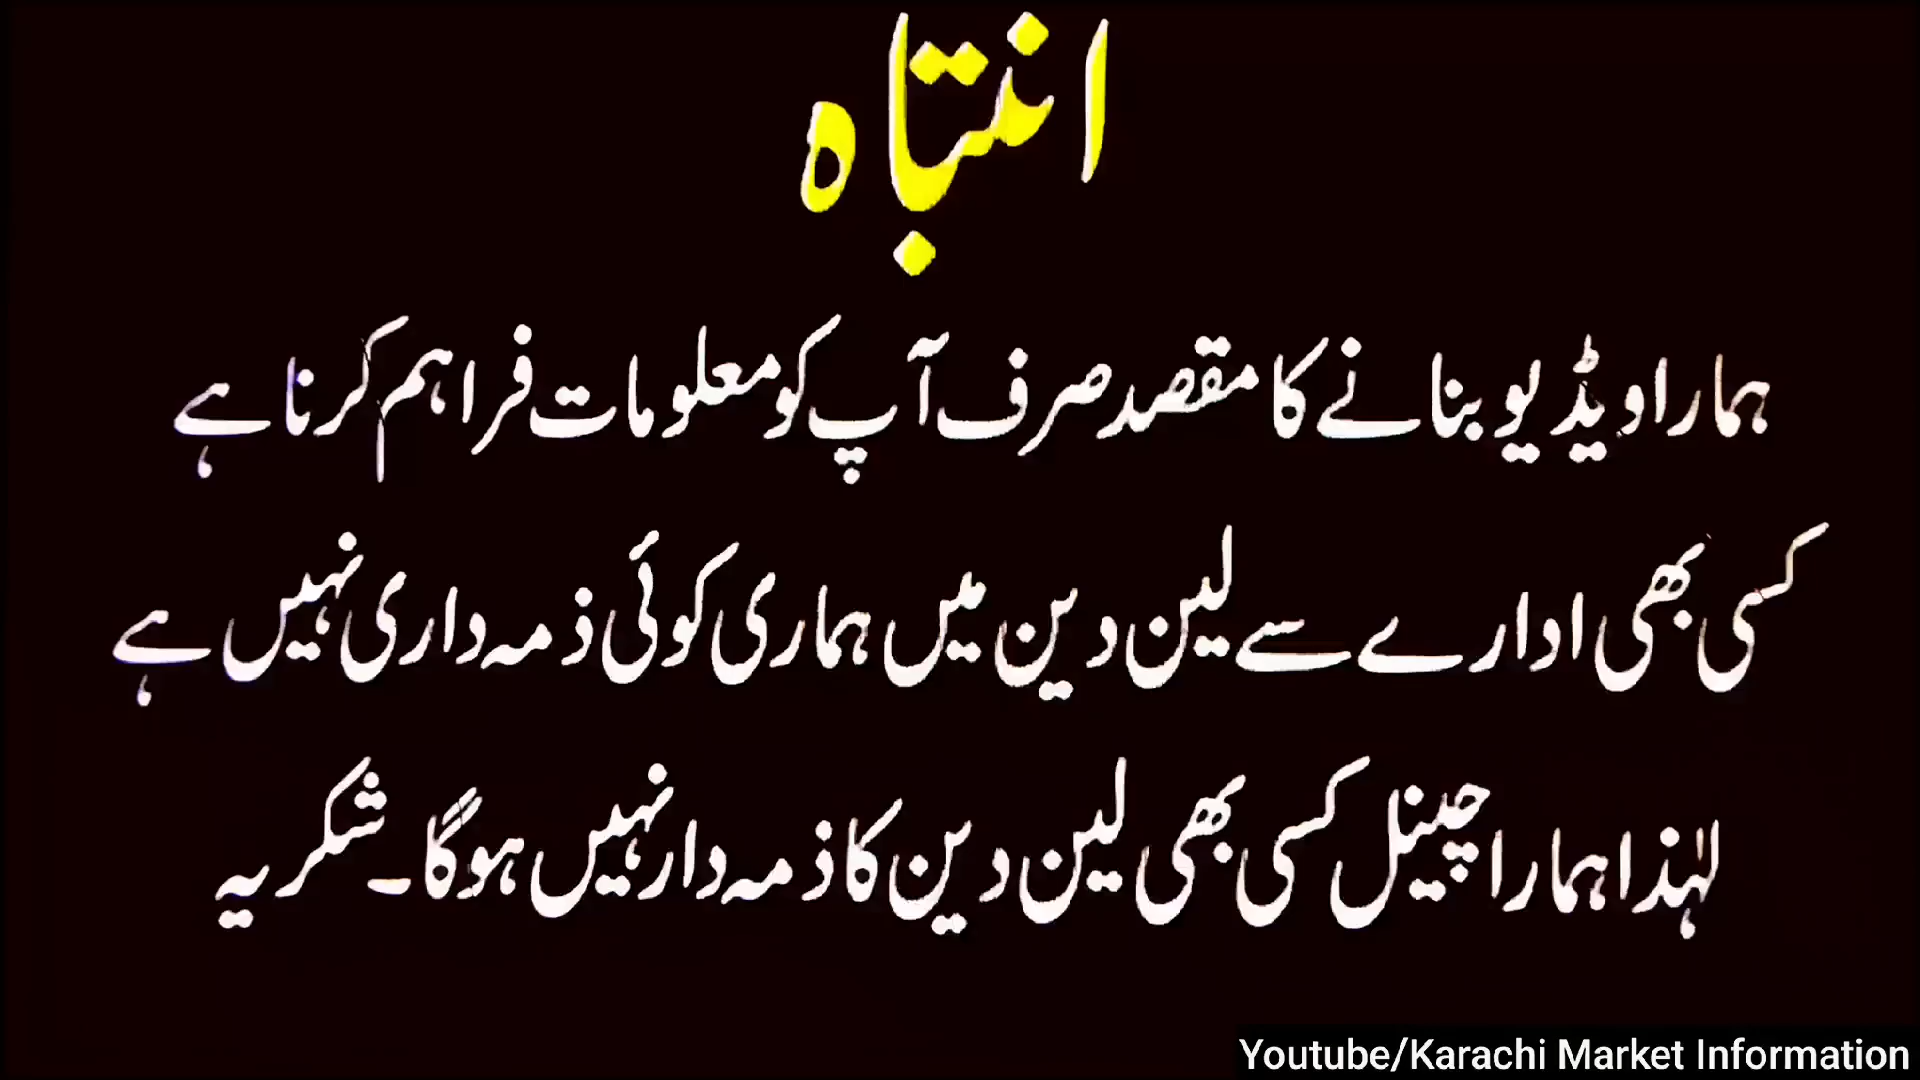 انتباہ
ہمارا ویڈیو بنانے کا مقصد صرف آپ کو معلومات فراہم کرنا ہے
کسی بھی ادارے سے لین دین میں ہماری کوئی ذمہ داری نہیں ہے
لہٰذا ہمارا چینل کسی بھی لین دین کا ذمہ دار نہیں ہوگا۔ شکریہ
Youtube/Karachi Market Information